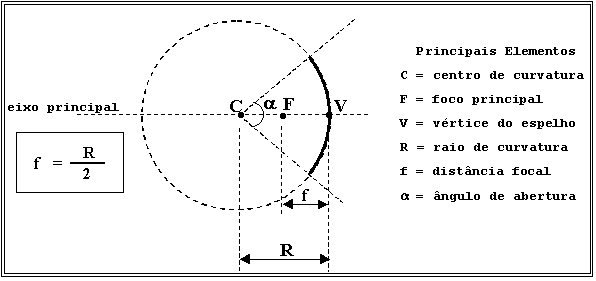 Principais Elementos
C = centro de curvatura
F = foco principal
V = vértice do espelho
R = raio de curvatura
f = distância focal
α = ângulo de abertura
eixo principal
C α F V
f = R
2
f
R